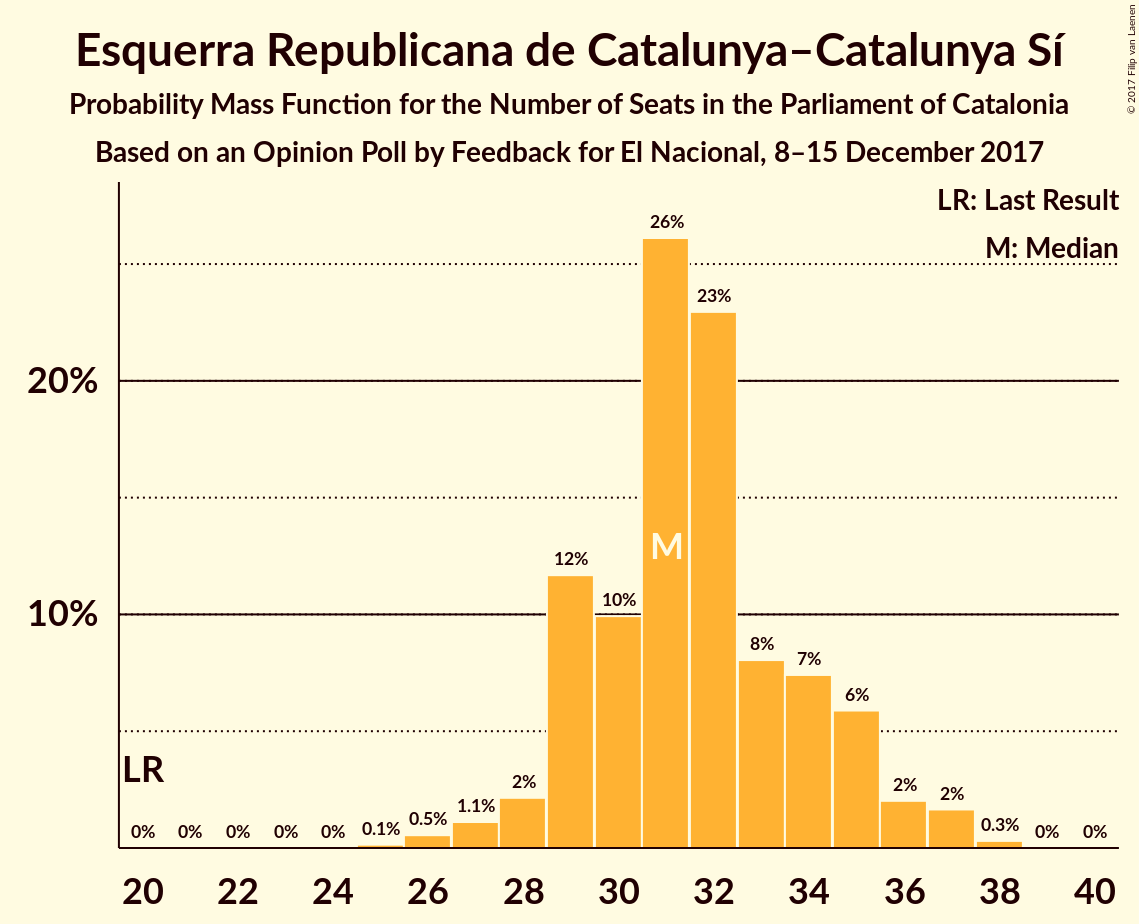 Esquerra Republicana de Catalunya–Catalunya Sí
Probability Mass Function for the Number of Seats in the Parliament of Catalonia
Based on an Opinion Poll by Feedback for El Nacional, 8–15 December 2017
© 2017 Filip van Laenen
LR: Last Result
M: Median
26%
23%
20%
12%
M
10%
10%
8%
7%
6%
LR
2%
1.1%
0.5%
0.1%
2%
2%
0.3%
0% 0% 0% 0% 0% 0% 0%
20 22 24 26 28 30 32 34 36 38 40